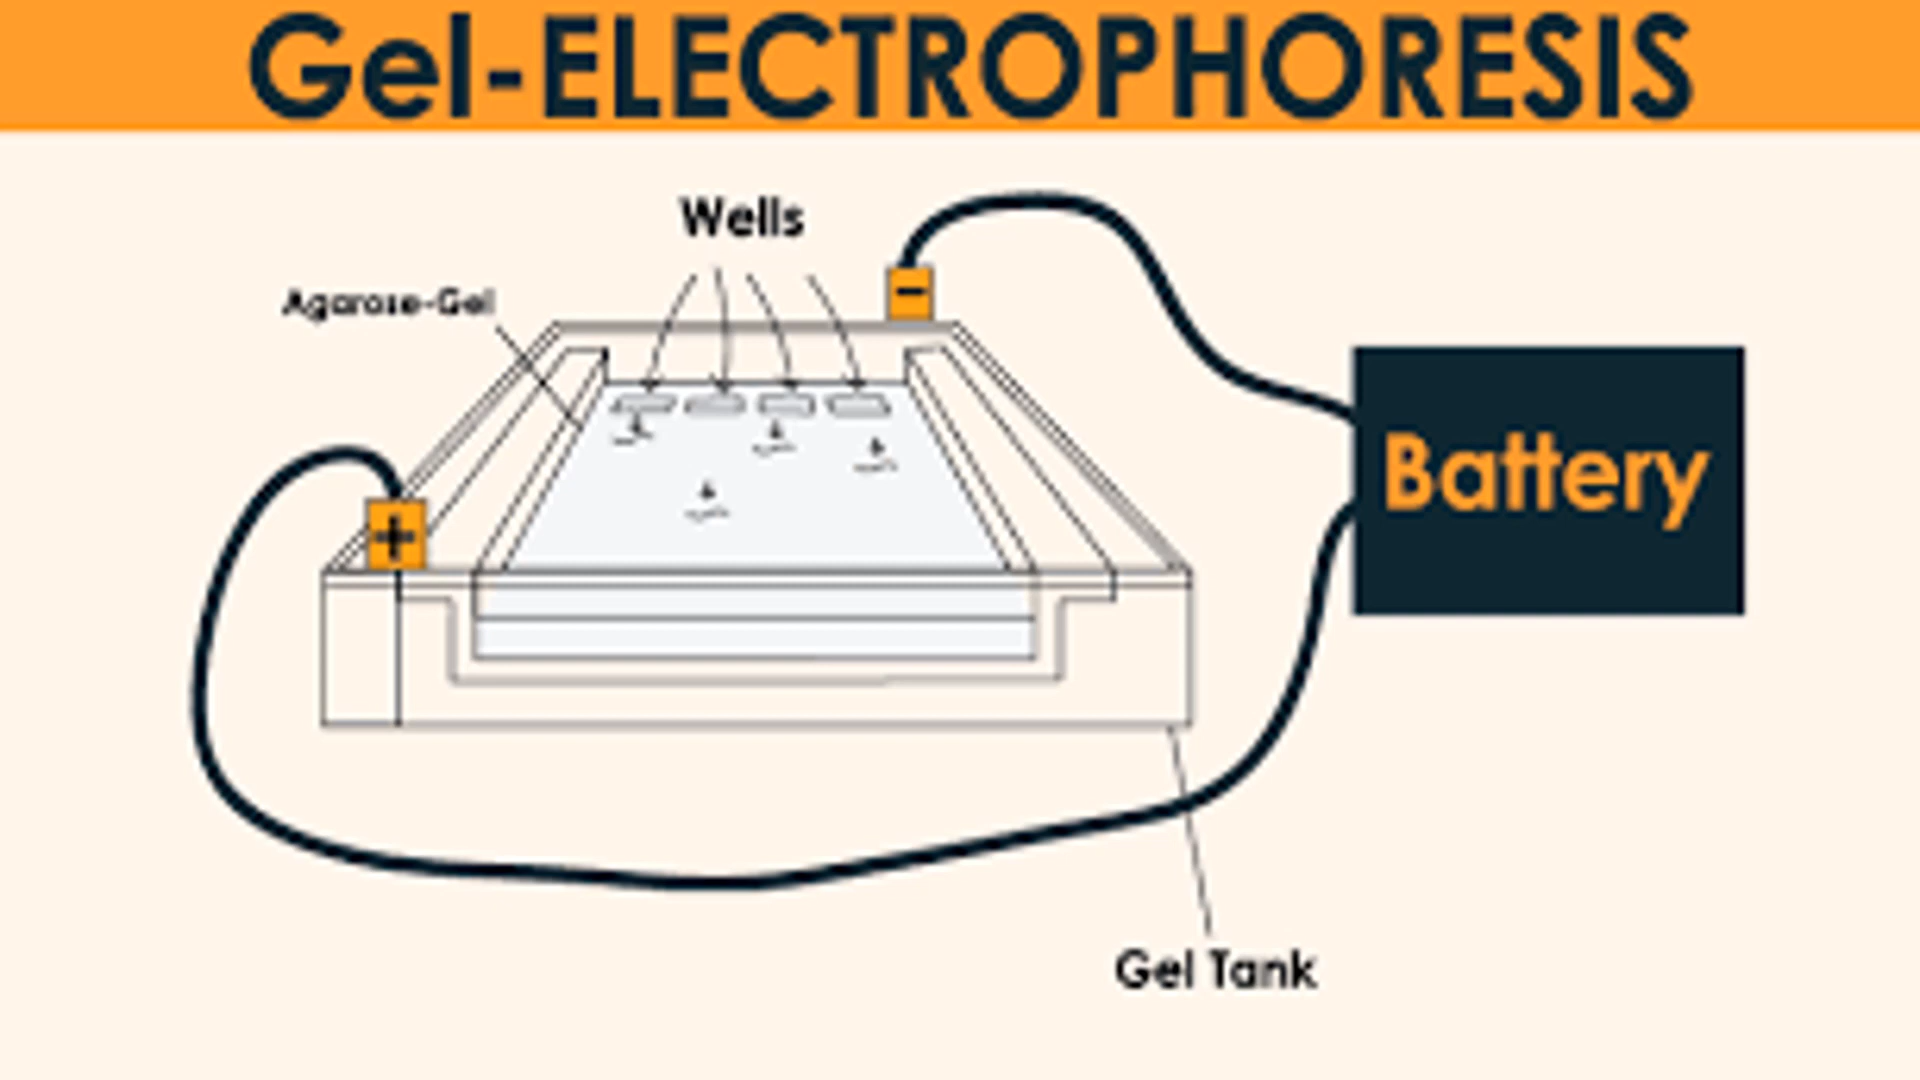 Gel-ELECTROPHORESIS
Wells
Agarose-Gel
−
+
Battery
Gel Tank